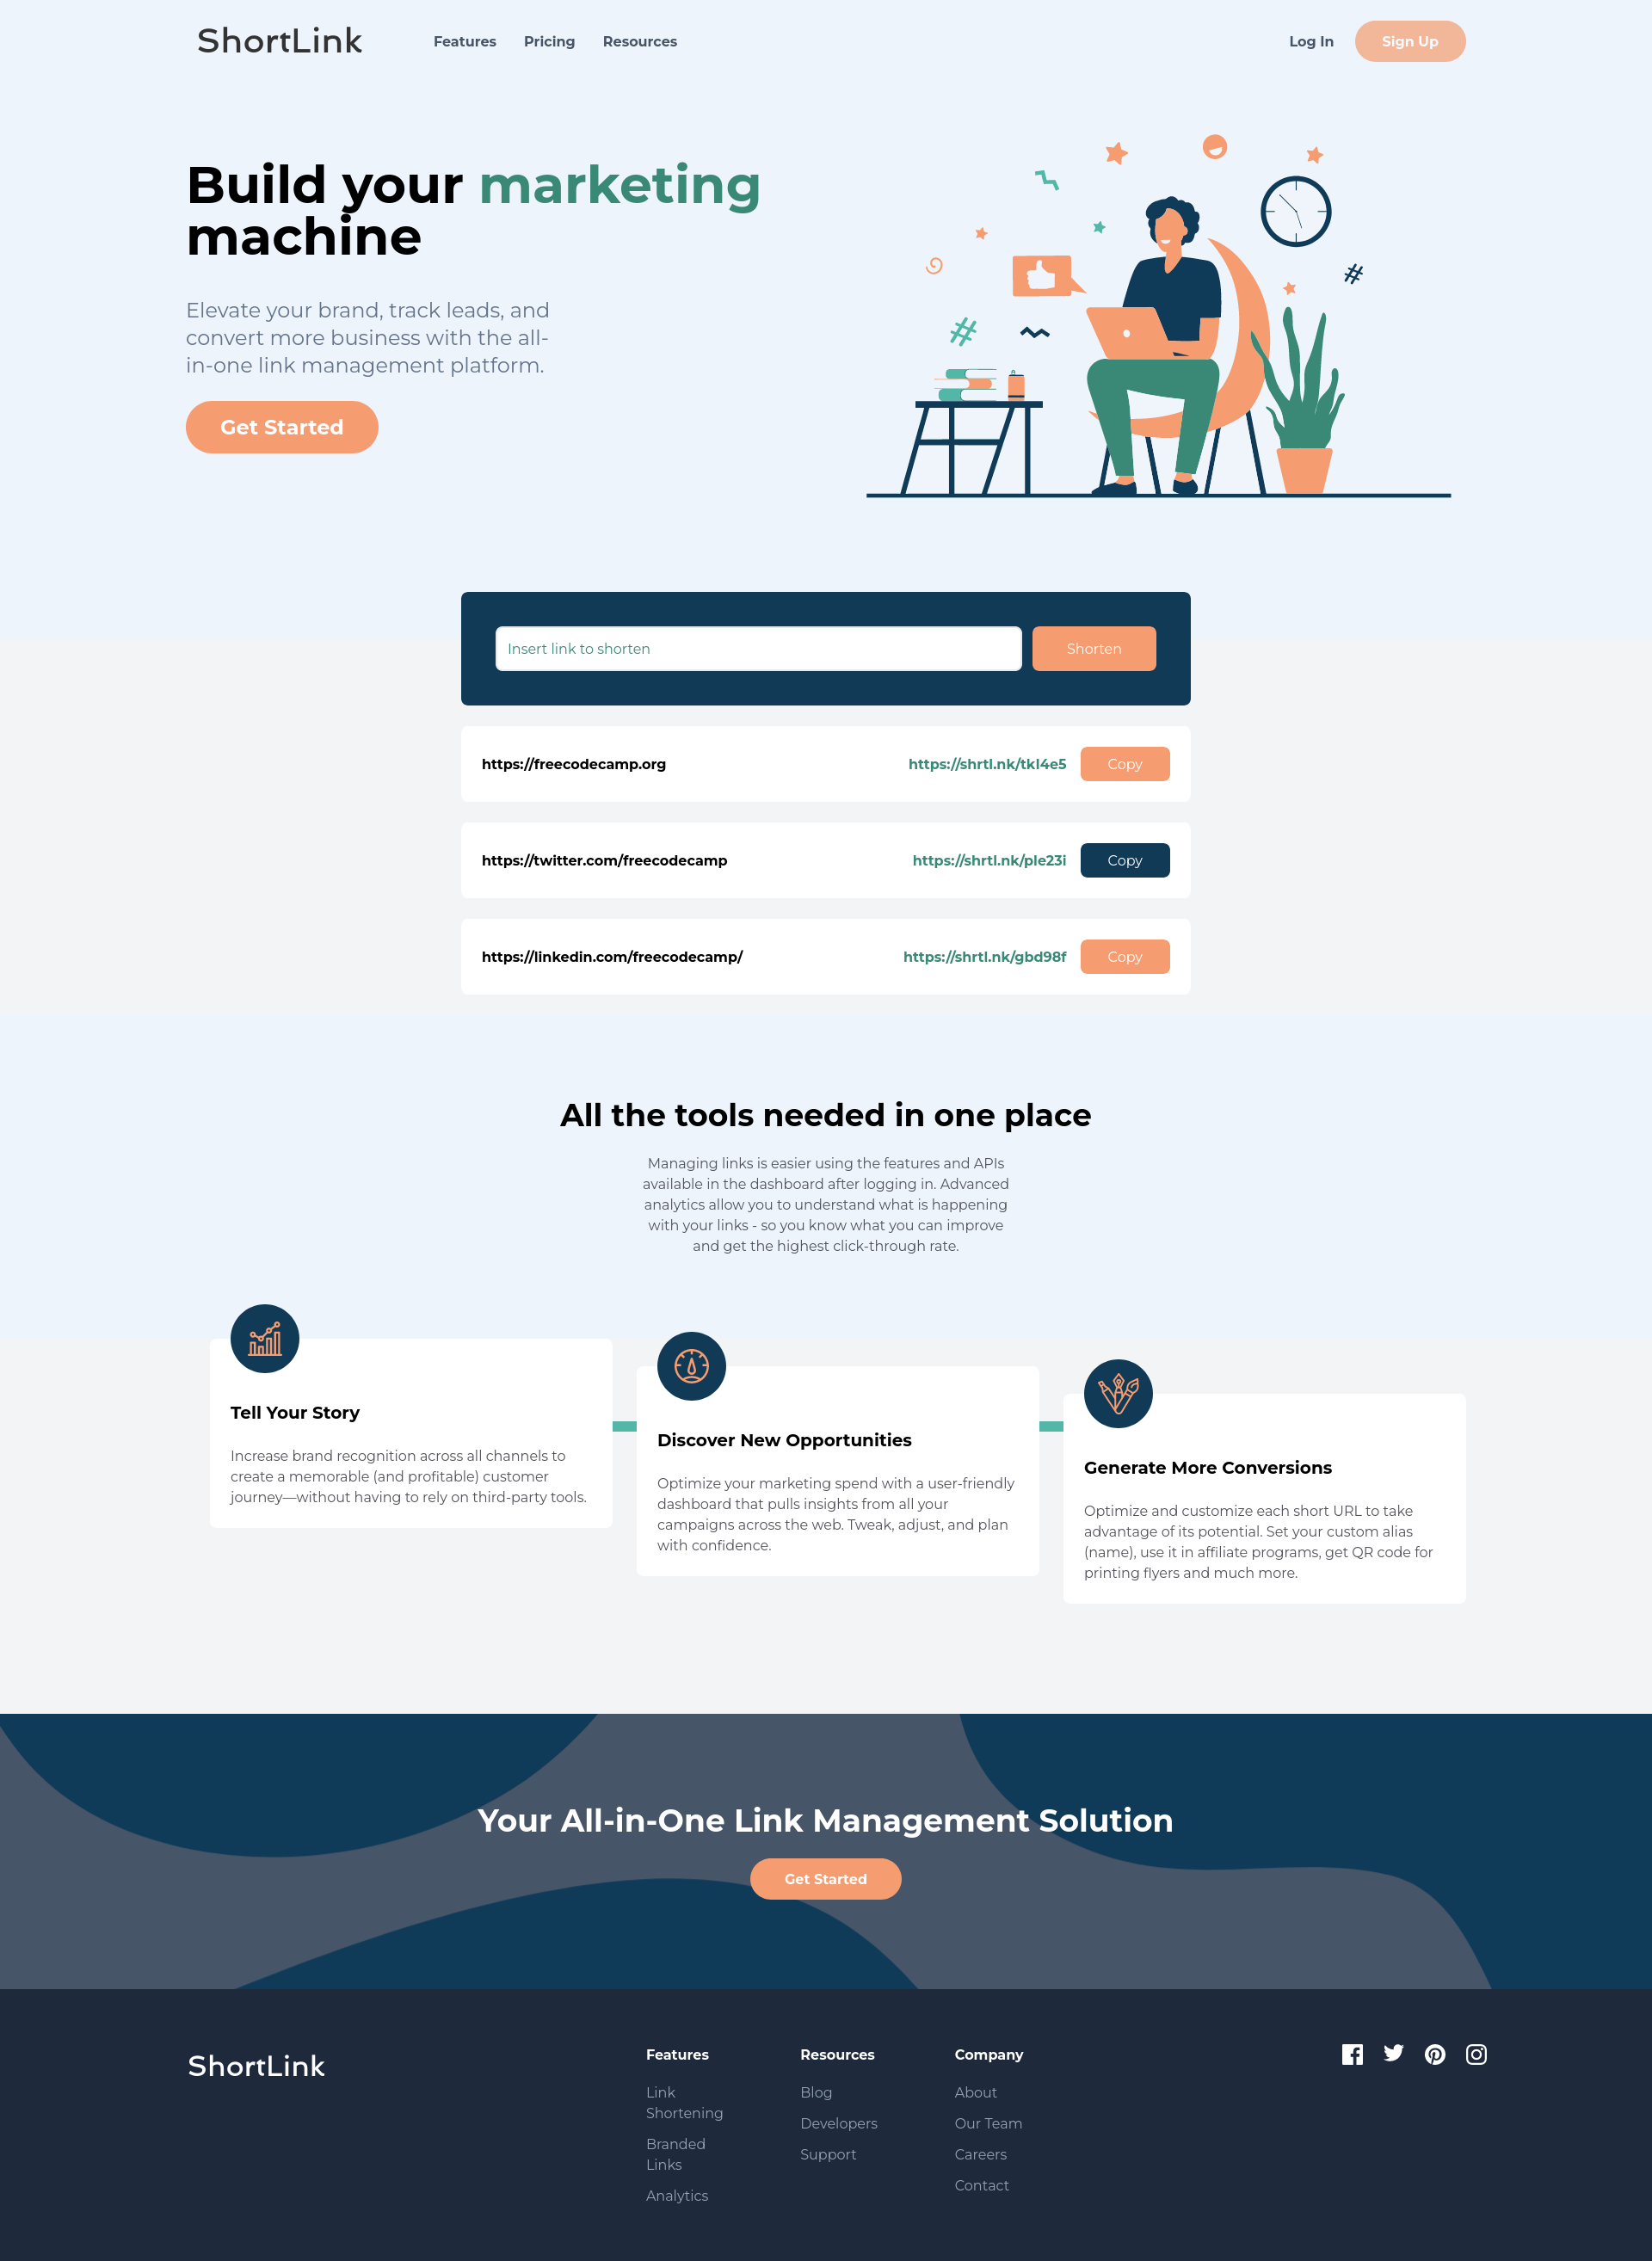 ShortLink
Features
Pricing
Resources
Log In
Sign Up
Build your marketing
machine
Elevate your brand, track leads, and
convert more business with the all-
in-one link management platform.
Get Started
Insert link to shorten
Shorten
https://freecodecamp.org
https://shrtl.nk/tkl4e5
Copy
https://twitter.com/freecodecamp
https://shrtl.nk/ple23i
Copy
https://linkedin.com/freecodecamp/
https://shrtl.nk/gbd98f
Copy
All the tools needed in one place
Managing links is easier using the features and APIs
available in the dashboard after logging in. Advanced
analytics allow you to understand what is happening
with your links - so you know what you can improve
and get the highest click-through rate.
Tell Your Story
Increase brand recognition across all channels to
create a memorable (and profitable) customer
journey—without having to rely on third-party tools.
Discover New Opportunities
Optimize your marketing spend with a user-friendly
dashboard that pulls insights from all your
campaigns across the web. Tweak, adjust, and plan
with confidence.
Generate More Conversions
Optimize and customize each short URL to take
advantage of its potential. Set your custom alias
(name), use it in affiliate programs, get QR code for
printing flyers and much more.
Your All-in-One Link Management Solution
Get Started
ShortLink
Features
Link
Shortening
Branded
Links
Analytics
Resources
Blog
Developers
Support
Company
About
Our Team
Careers
Contact